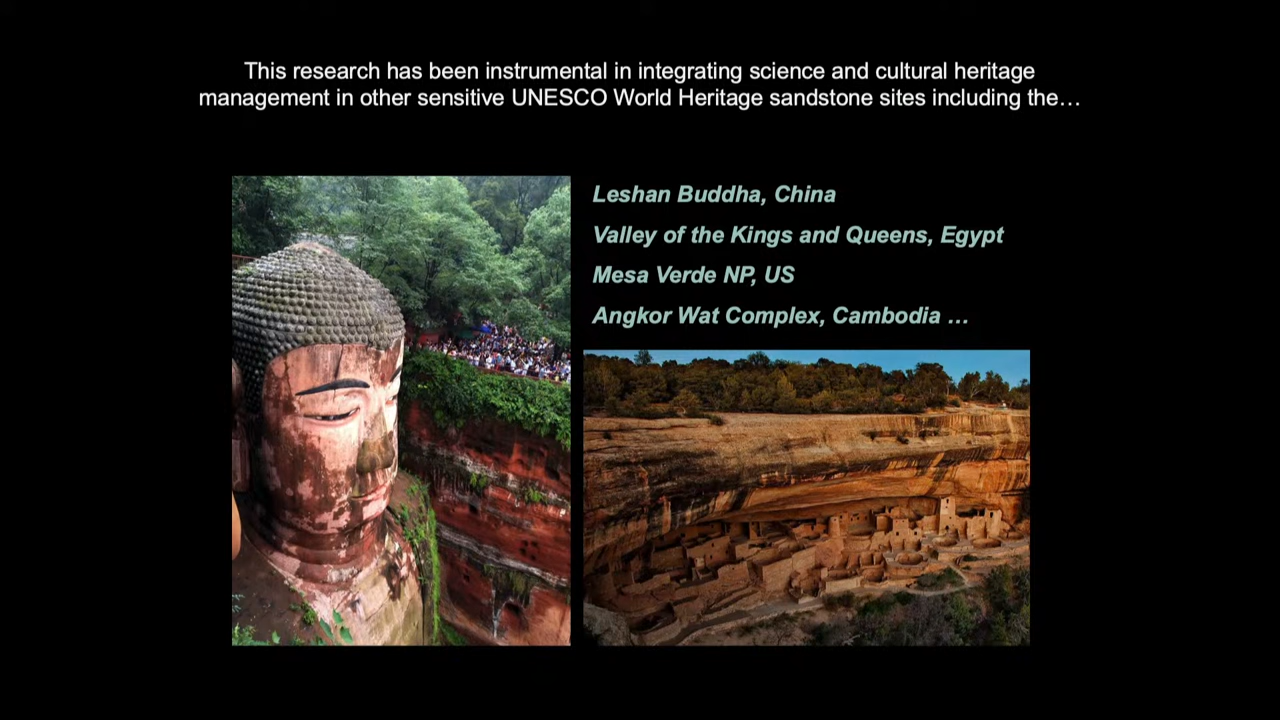 This research has been instrumental in integrating science and cultural heritage
management in other sensitive UNESCO World Heritage sandstone sites including the…
Leshan Buddha, China
Valley of the Kings and Queens, Egypt
Mesa Verde NP, US
Angkor Wat Complex, Cambodia …